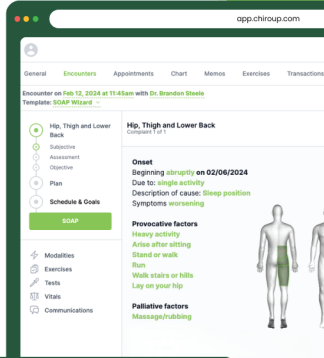 app.chiroup.com
General Encounters Appointments Chart Memos Exercises Transactions
Encounter on Feb 12, 2024 at 11:45am with Dr. Brandon Steele
Template: SOAP Wizard
Hip, Thigh and Lower
Back
Subjective
Assessment
Objective
Plan
Schedule & Goals
SOAP
Modalities
Exercises
Tests
Vitals
Communications
Hip, Thigh and Lower Back
Complaint 1 of 1
Onset
Beginning abruptly on 02/06/2024
Due to: single activity
Description of cause: Sleep position
Symptoms worsening
Provocative factors
Heavy activity
Arise after sitting
Stand or walk
Run
Walk stairs or hills
Lay on your hip
Palliative factors
Massage/rubbing